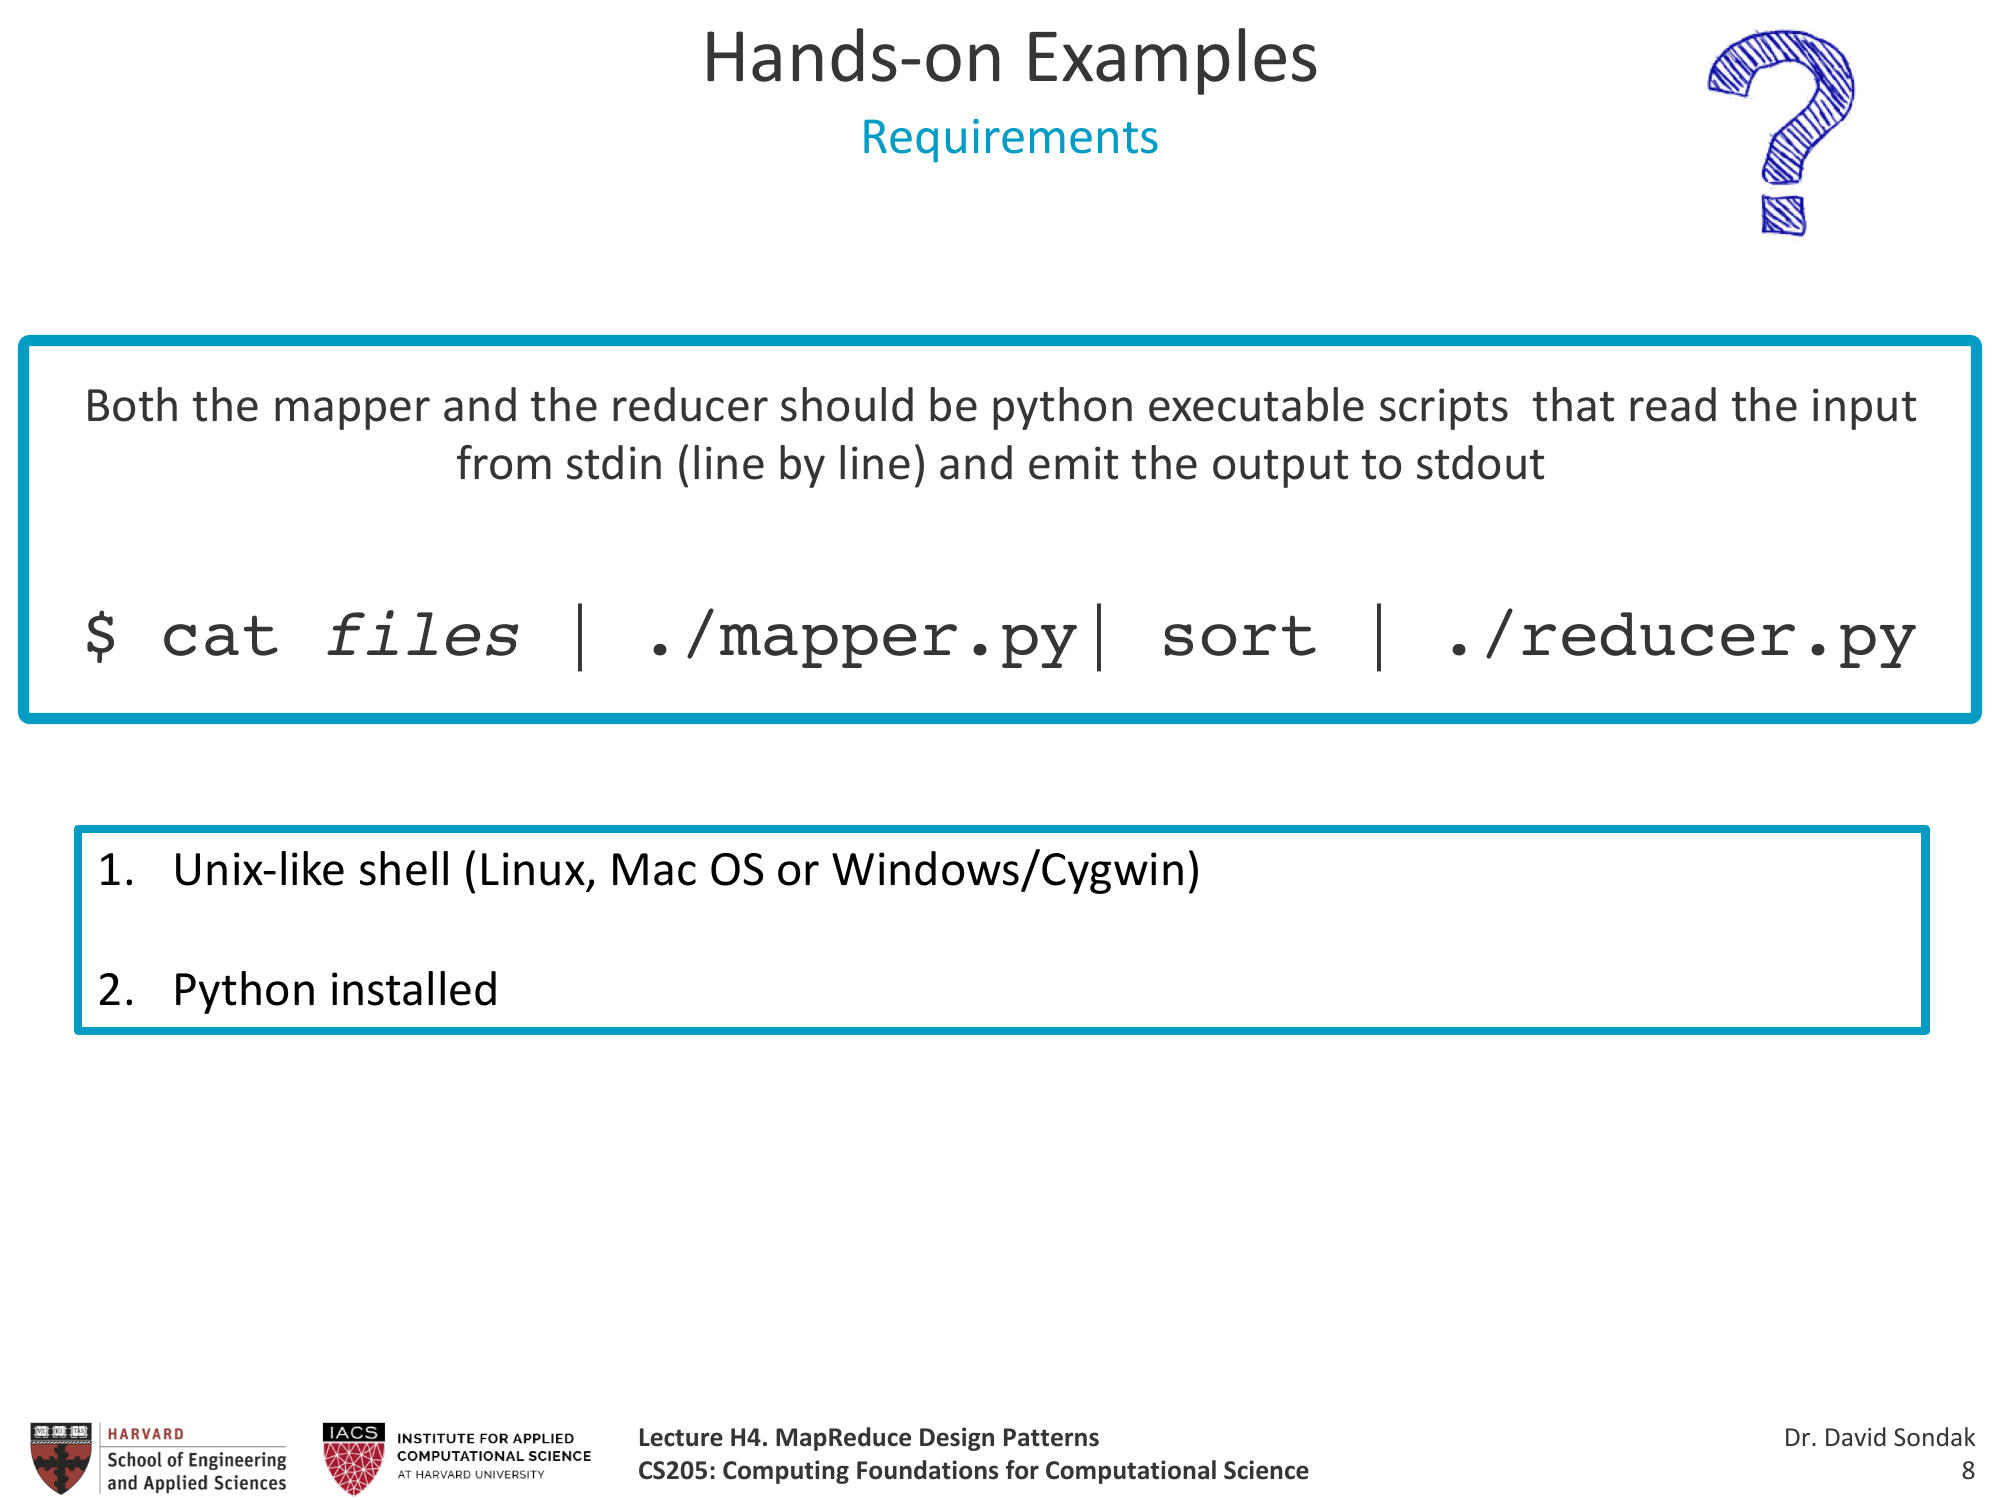 Hands-on Examples
Requirements
Both the mapper and the reducer should be python executable scripts  that read the input
from stdin (line by line) and emit the output to stdout
$ cat files | ./mapper.py| sort | ./reducer.py
1. Unix-like shell (Linux, Mac OS or Windows/Cygwin)
2. Python installed
HARVARD
School of Engineering
and Applied Sciences
IACS
INSTITUTE FOR APPLIED
COMPUTATIONAL SCIENCE
AT HARVARD UNIVERSITY
Lecture H4. MapReduce Design Patterns
CS205: Computing Foundations for Computational Science
Dr. David Sondak
8